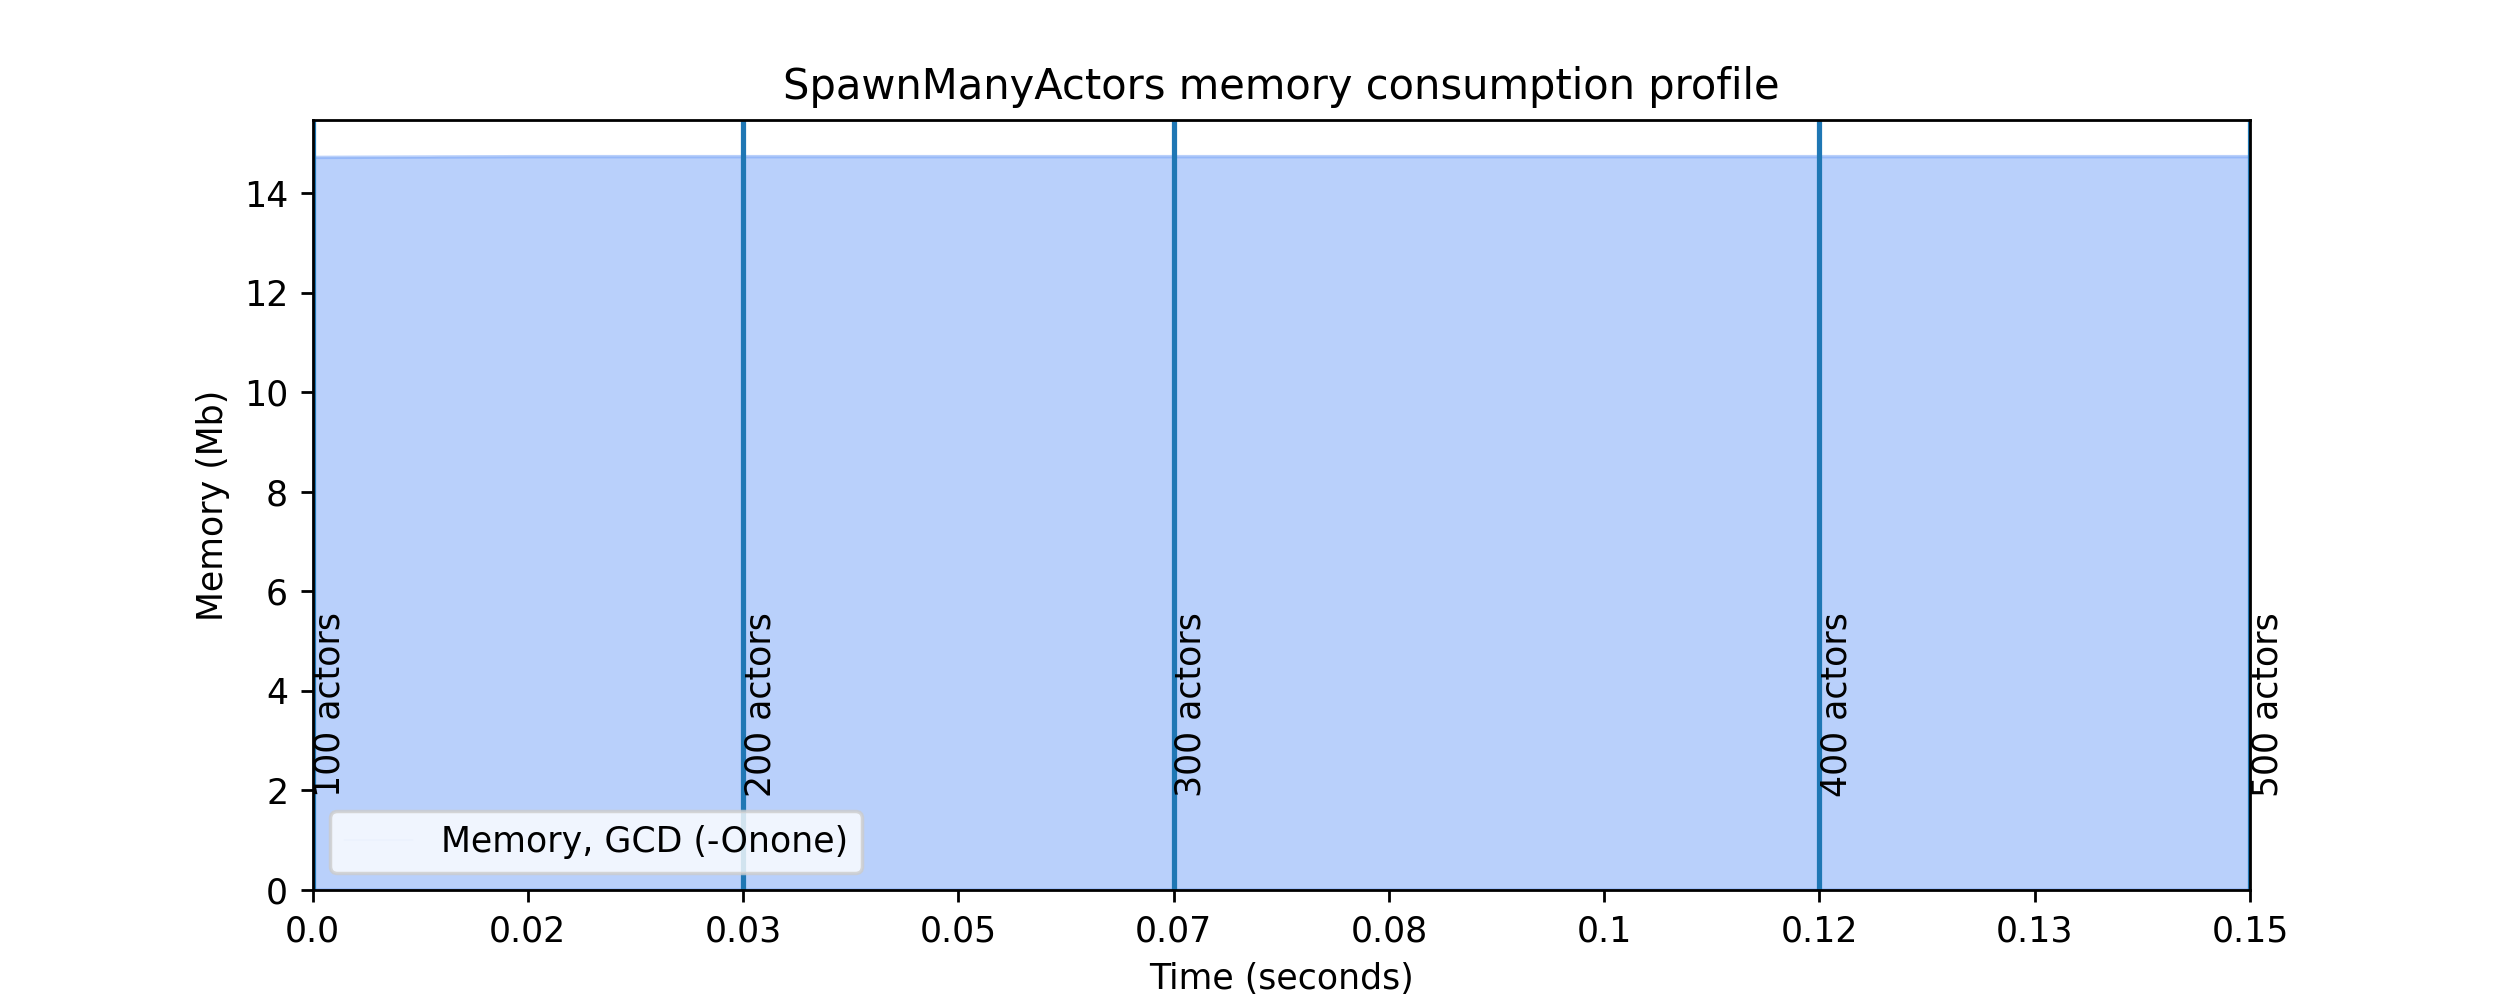 SpawnManyActors memory consumption profile
Memory (Mb)
14
12
10
8
6
4
2
0
100 actors
200 actors
300 actors
400 actors
500 actors
Memory, GCD (-Onone)
0.0 0.02 0.03 0.05 0.07 0.08 0.1 0.12 0.13 0.15
Time (seconds)